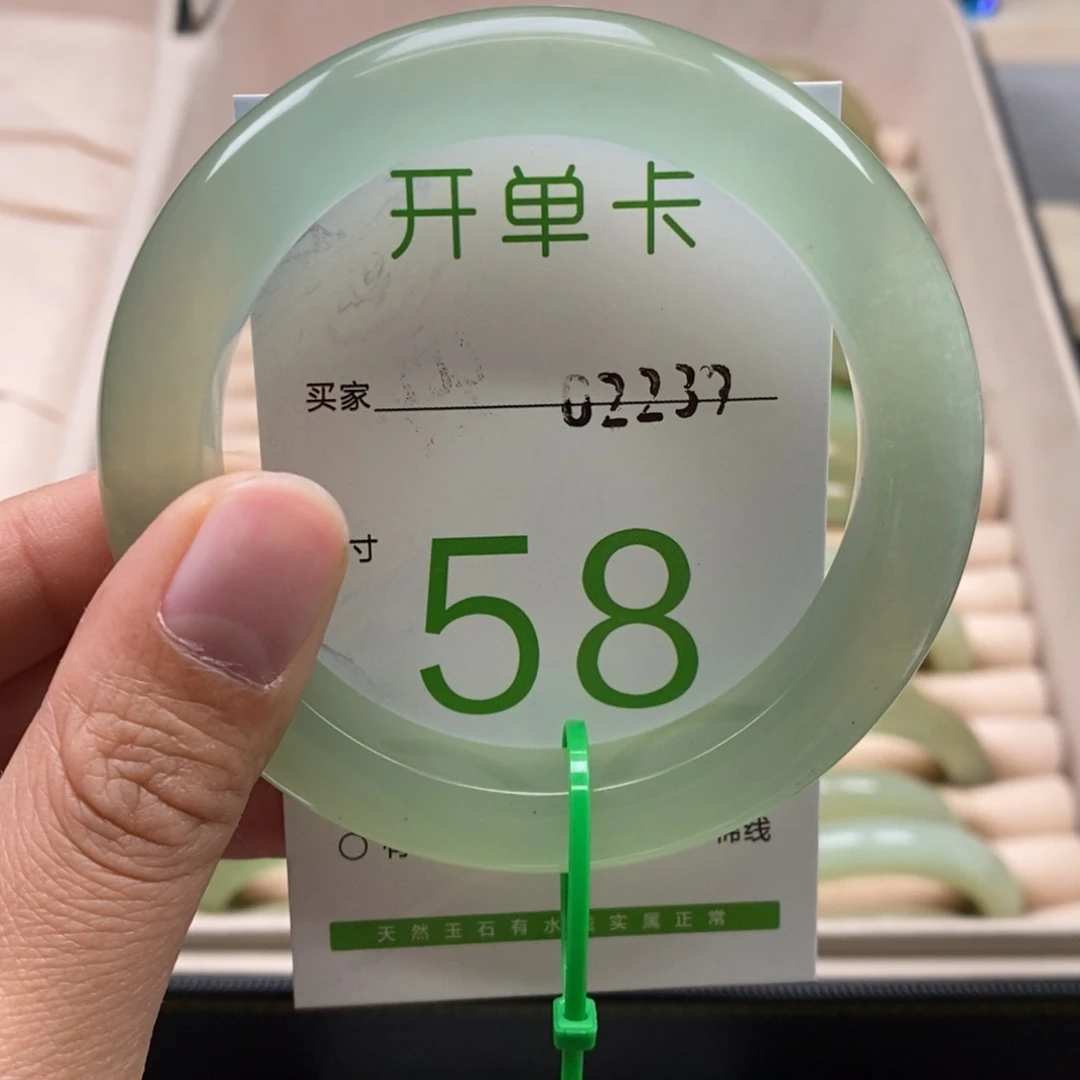 开单卡
买家 02237
寸 58
天然玉石有水线实属正常